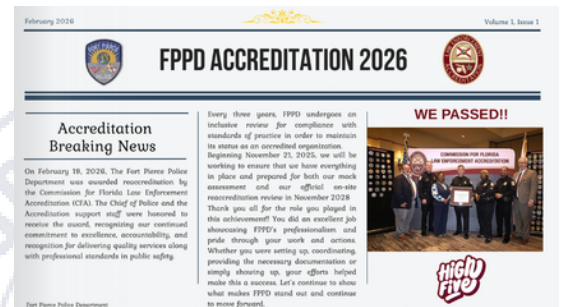 February 2026
Volume 1, Issue 1
FORT PIERCE
POLICE
FPPD ACCREDITATION 2026
Accreditation
Breaking News
On February 19, 2026, The Fort Pierce Police
Department was awarded reaccreditation by
the Commission for Florida Law Enforcement
Accreditation (CFA). The Chief of Police and the
Accreditation support staff were honored to
receive the award, recognizing our continued
commitment to excellence, accountability, and
recognition for delivering quality services along
with professional standards in public safety.
Fort Pierce Police Department
Every three years, FPPD undergoes an
inclusive review for compliance with
standards of practice in order to maintain
its status as an accredited organization.
Beginning November 21, 2025, we will be
working to ensure that we have everything
in place and prepared for both our mock
assessment and our official on-site
reaccreditation review in November 2028
Thank you all for the role you played in
this achievement! You did an excellent job
showcasing FPPD's professionalism and
pride through your work and actions.
Whether you were setting up, coordinating,
providing the necessary documentation or
simply showing up, your efforts helped
make this a success. Let's continue to show
what makes FPPD stand out and continue
to move forward.
WE PASSED!!
COMMISSION FOR FLORIDA
LAW ENFORCEMENT ACCREDITATION
HIGH
FIVE